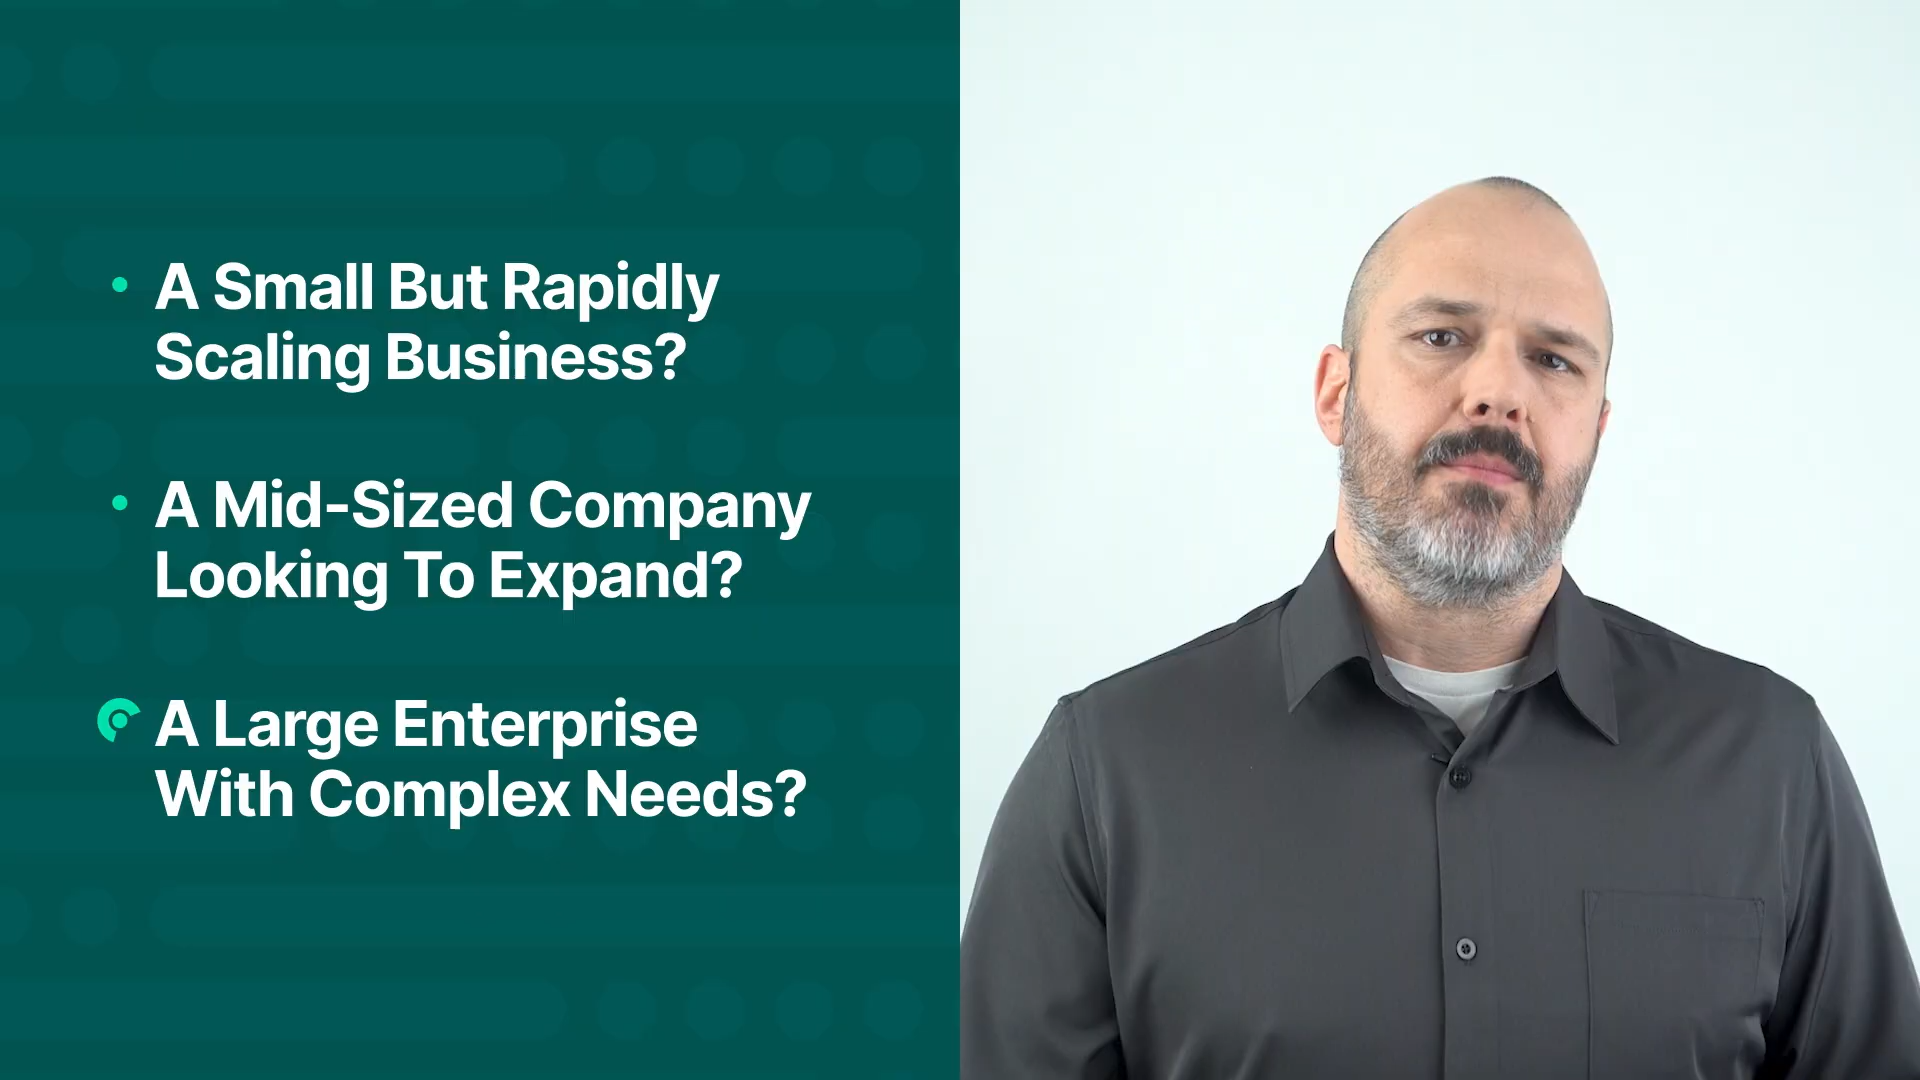 A Small But Rapidly
Scaling Business?
A Mid-Sized Company
Looking To Expand?
A Large Enterprise
With Complex Needs?